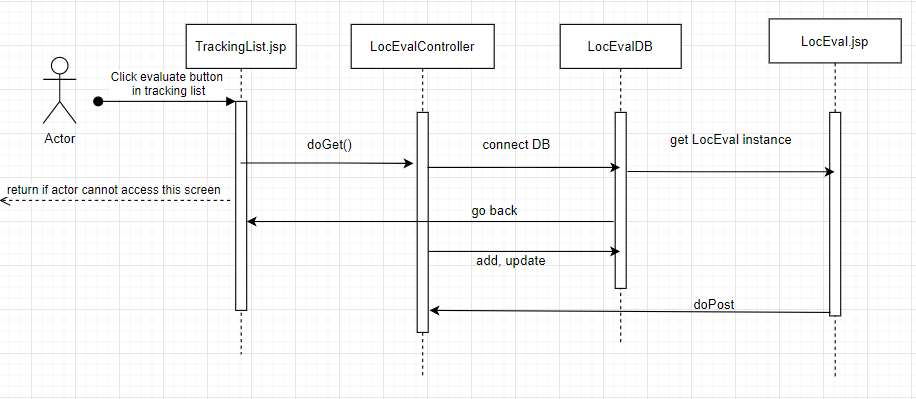 TrackingList.jsp
LocEvalController
LocEvalDB
LocEval.jsp
Click evaluate button
in tracking list
Actor
doGet()
connect DB
get LocEval instance
return if actor cannot access this screen
go back
add, update
doPost